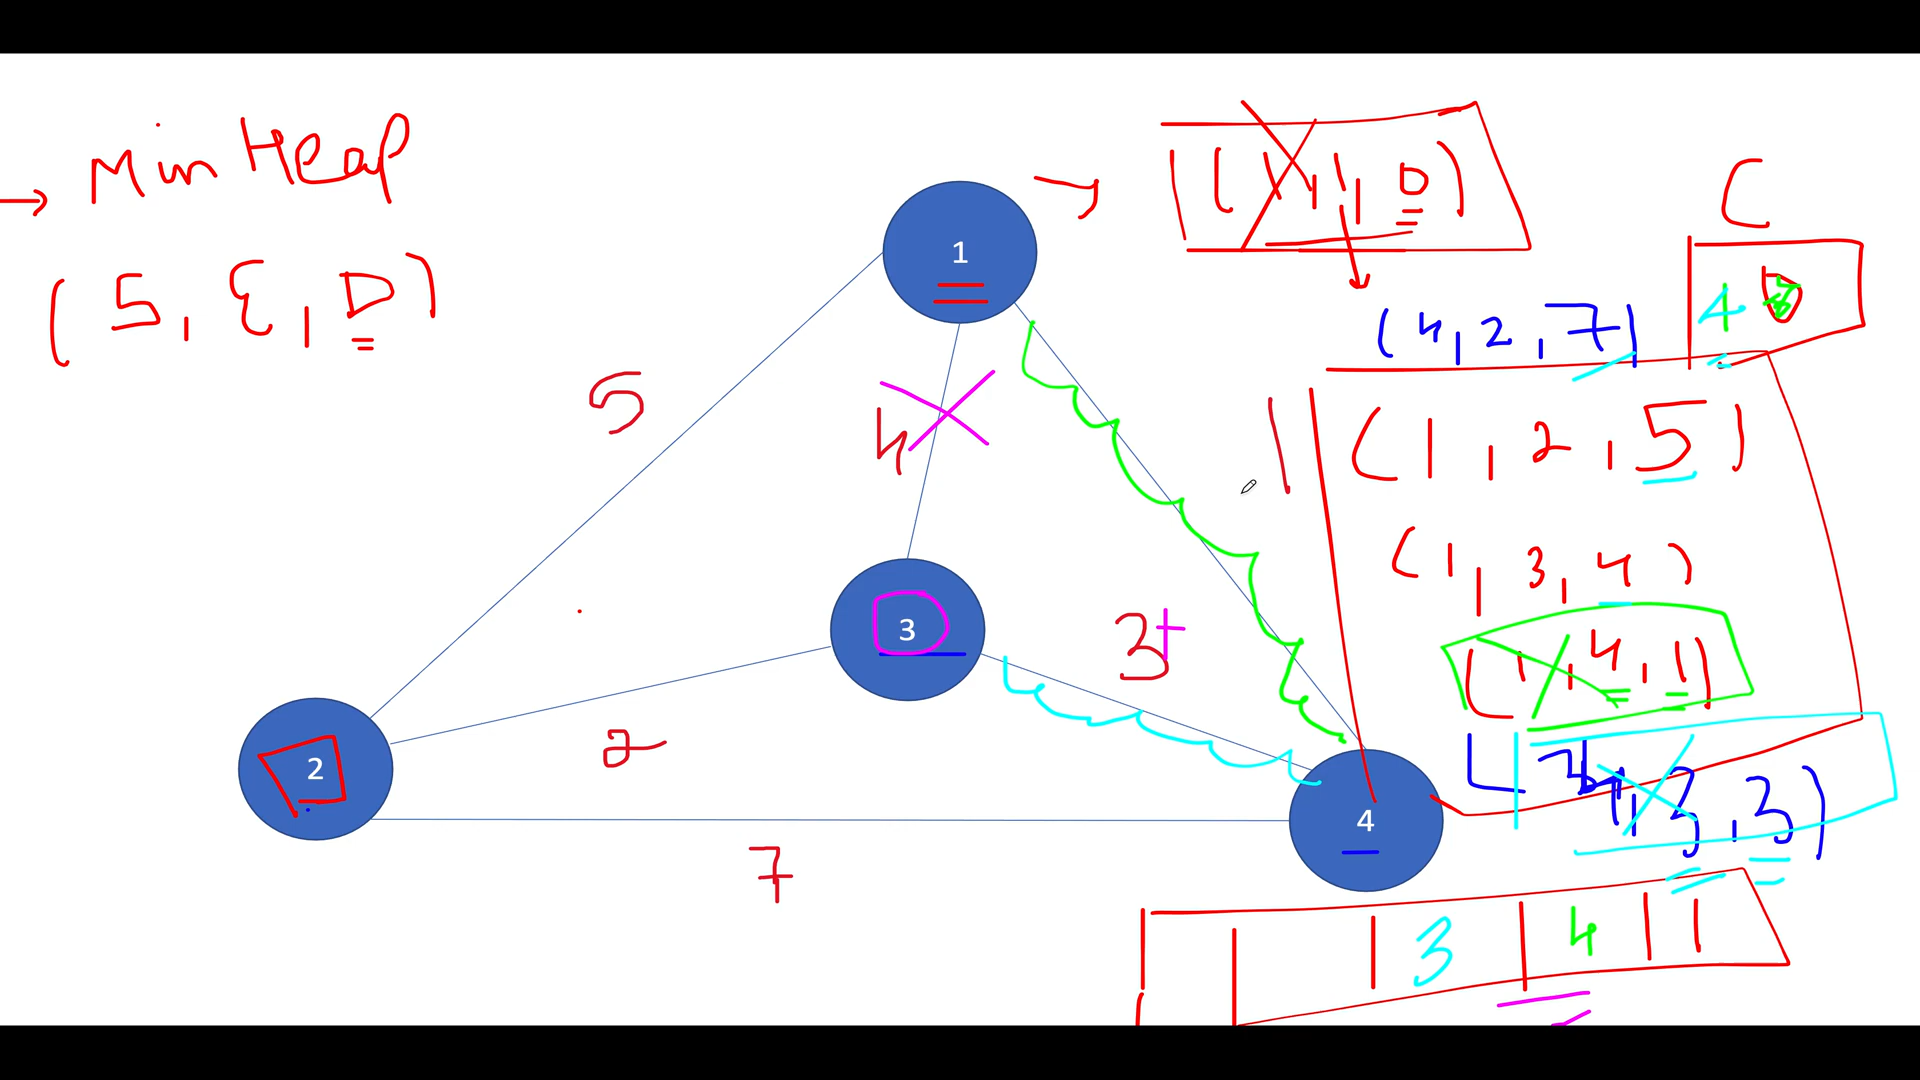 Min Heap
(S, E, D)
1
(1, 1, 0)
C
4
(4, 2, 7)
5
4
1
(1, 2, 5)
(1, 3, 4)
3
3
(1, 4, 1)
2
2
4
(4, 3, 3)
7
3 | 4 | 1